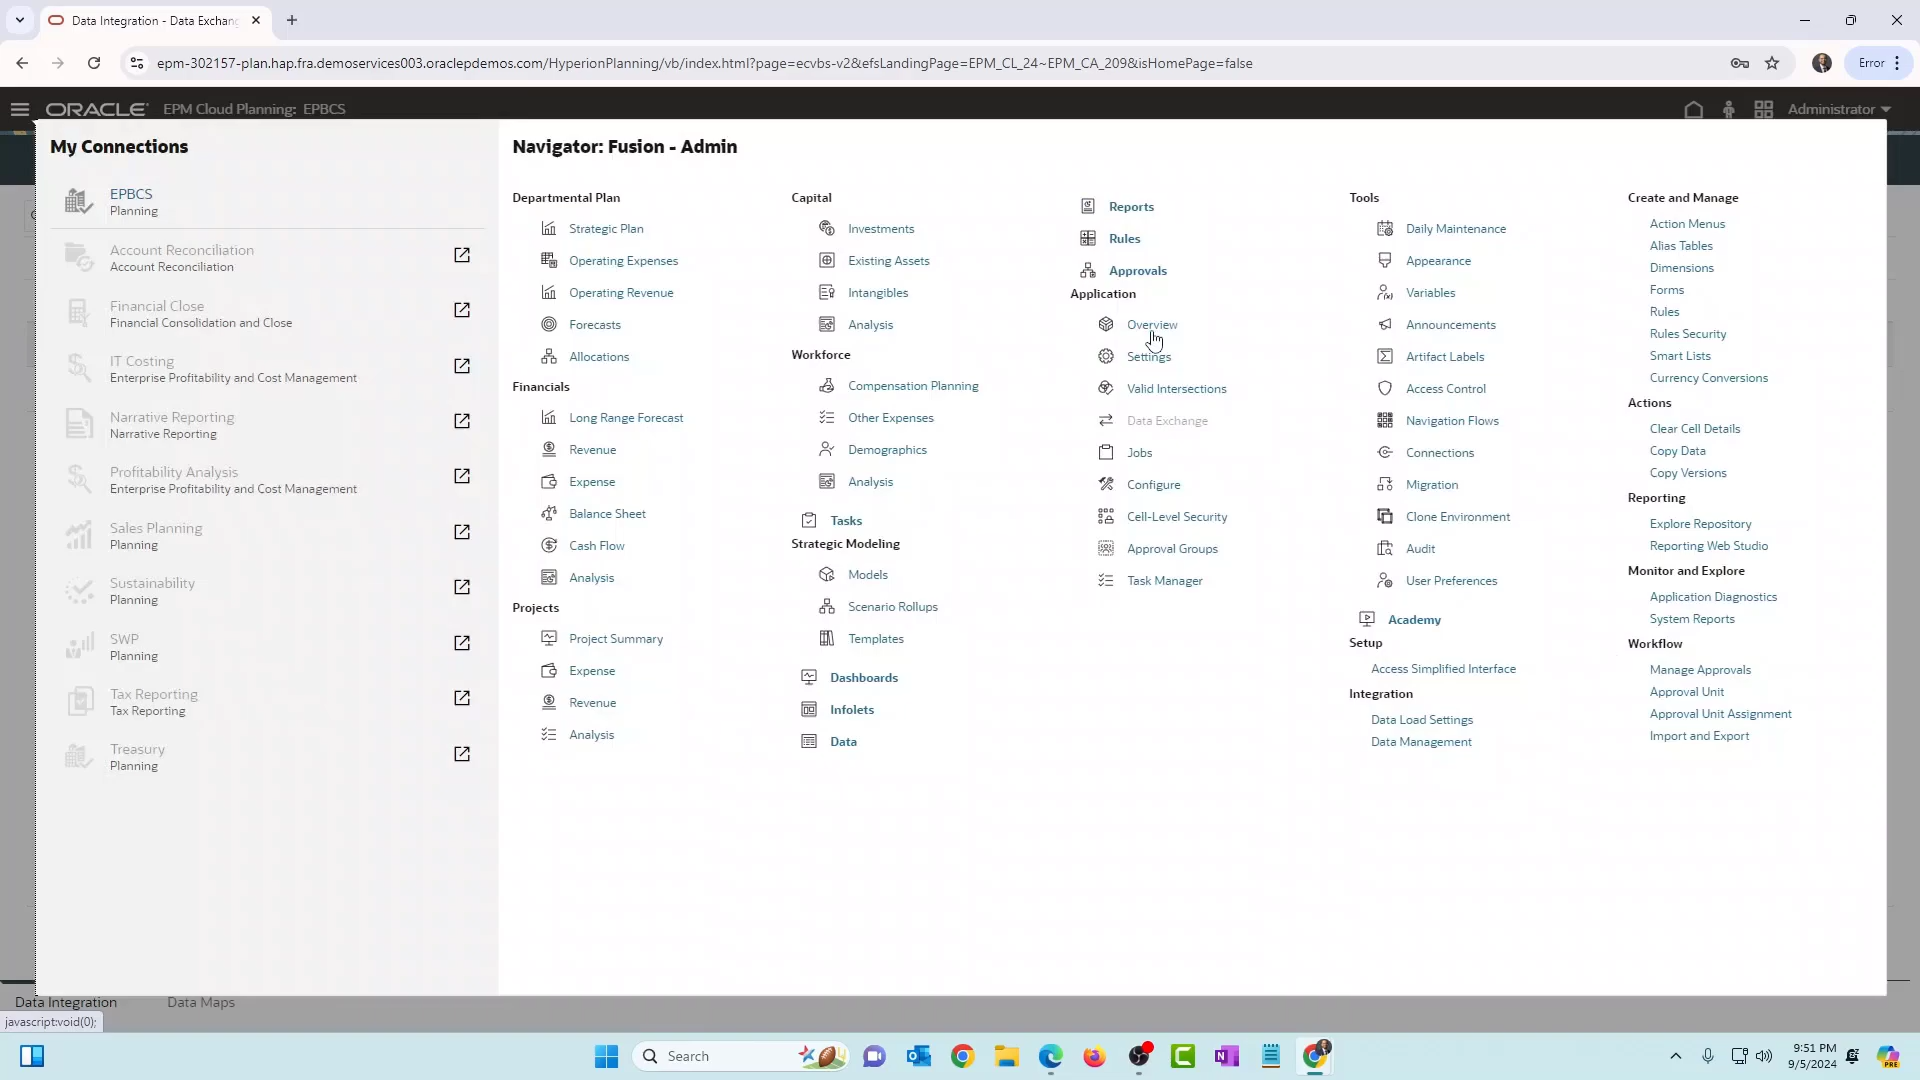 Data Integration - Data Exchang
epm-302157-plan.hap.fra.demoservices003.oraclepdemos.com/HyperionPlanning/vb/index.html?page=ecvbs-v2&efsLandingPage=EPM_CL_24~EPM_CA_209&isHomePage=false
Error
ORACLE EPM Cloud Planning: EPBCS
Administrator
My Connections
EPBCS
Planning
Account Reconciliation
Account Reconciliation
Financial Close
Financial Consolidation and Close
IT Costing
Enterprise Profitability and Cost Management
Narrative Reporting
Narrative Reporting
Profitability Analysis
Enterprise Profitability and Cost Management
Sales Planning
Planning
Sustainability
Planning
SWP
Planning
Tax Reporting
Tax Reporting
Treasury
Planning
Navigator: Fusion - Admin
Departmental Plan
Strategic Plan
Operating Expenses
Operating Revenue
Forecasts
Allocations
Financials
Long Range Forecast
Revenue
Expense
Balance Sheet
Cash Flow
Analysis
Projects
Project Summary
Expense
Revenue
Analysis
Capital
Investments
Existing Assets
Intangibles
Analysis
Workforce
Compensation Planning
Other Expenses
Demographics
Analysis
Tasks
Strategic Modeling
Models
Scenario Rollups
Templates
Dashboards
Infolets
Data
Reports
Rules
Approvals
Application
Overview
Settings
Valid Intersections
Data Exchange
Jobs
Configure
Cell-Level Security
Approval Groups
Task Manager
Tools
Daily Maintenance
Appearance
Variables
Announcements
Artifact Labels
Access Control
Navigation Flows
Connections
Migration
Clone Environment
Audit
User Preferences
Academy
Setup
Access Simplified Interface
Integration
Data Load Settings
Data Management
Create and Manage
Action Menus
Alias Tables
Dimensions
Forms
Rules
Rules Security
Smart Lists
Currency Conversions
Actions
Clear Cell Details
Copy Data
Copy Versions
Reporting
Explore Repository
Reporting Web Studio
Monitor and Explore
Application Diagnostics
System Reports
Workflow
Manage Approvals
Approval Unit
Approval Unit Assignment
Import and Export
Data Integration
Data Maps
javascript:void(0);
Search
9:51 PM
9/5/2024
PRE